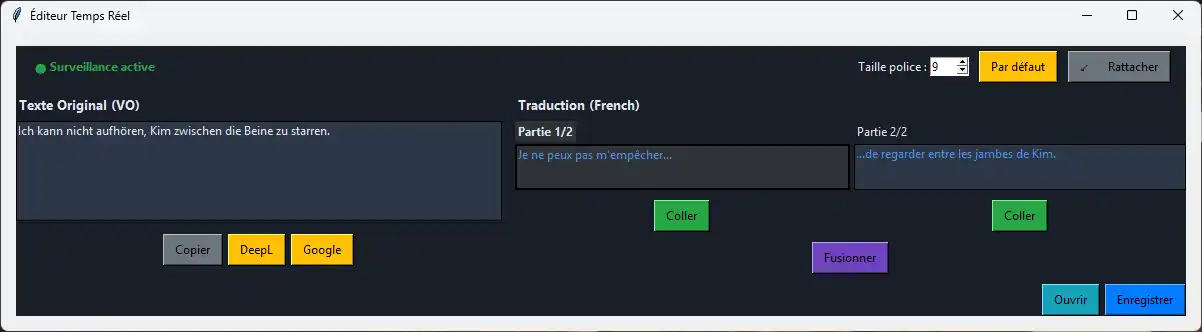 Éditeur Temps Réel
Surveillance active
Taille police : 9
Par défaut
↙ Rattacher
Texte Original (VO)
Traduction (French)
Ich kann nicht aufhören, Kim zwischen die Beine zu starren.
Partie 1/2
Partie 2/2
Je ne peux pas m'empêcher...
...de regarder entre les jambes de Kim.
Coller
Coller
Copier
DeepL
Google
Fusionner
Ouvrir
Enregistrer